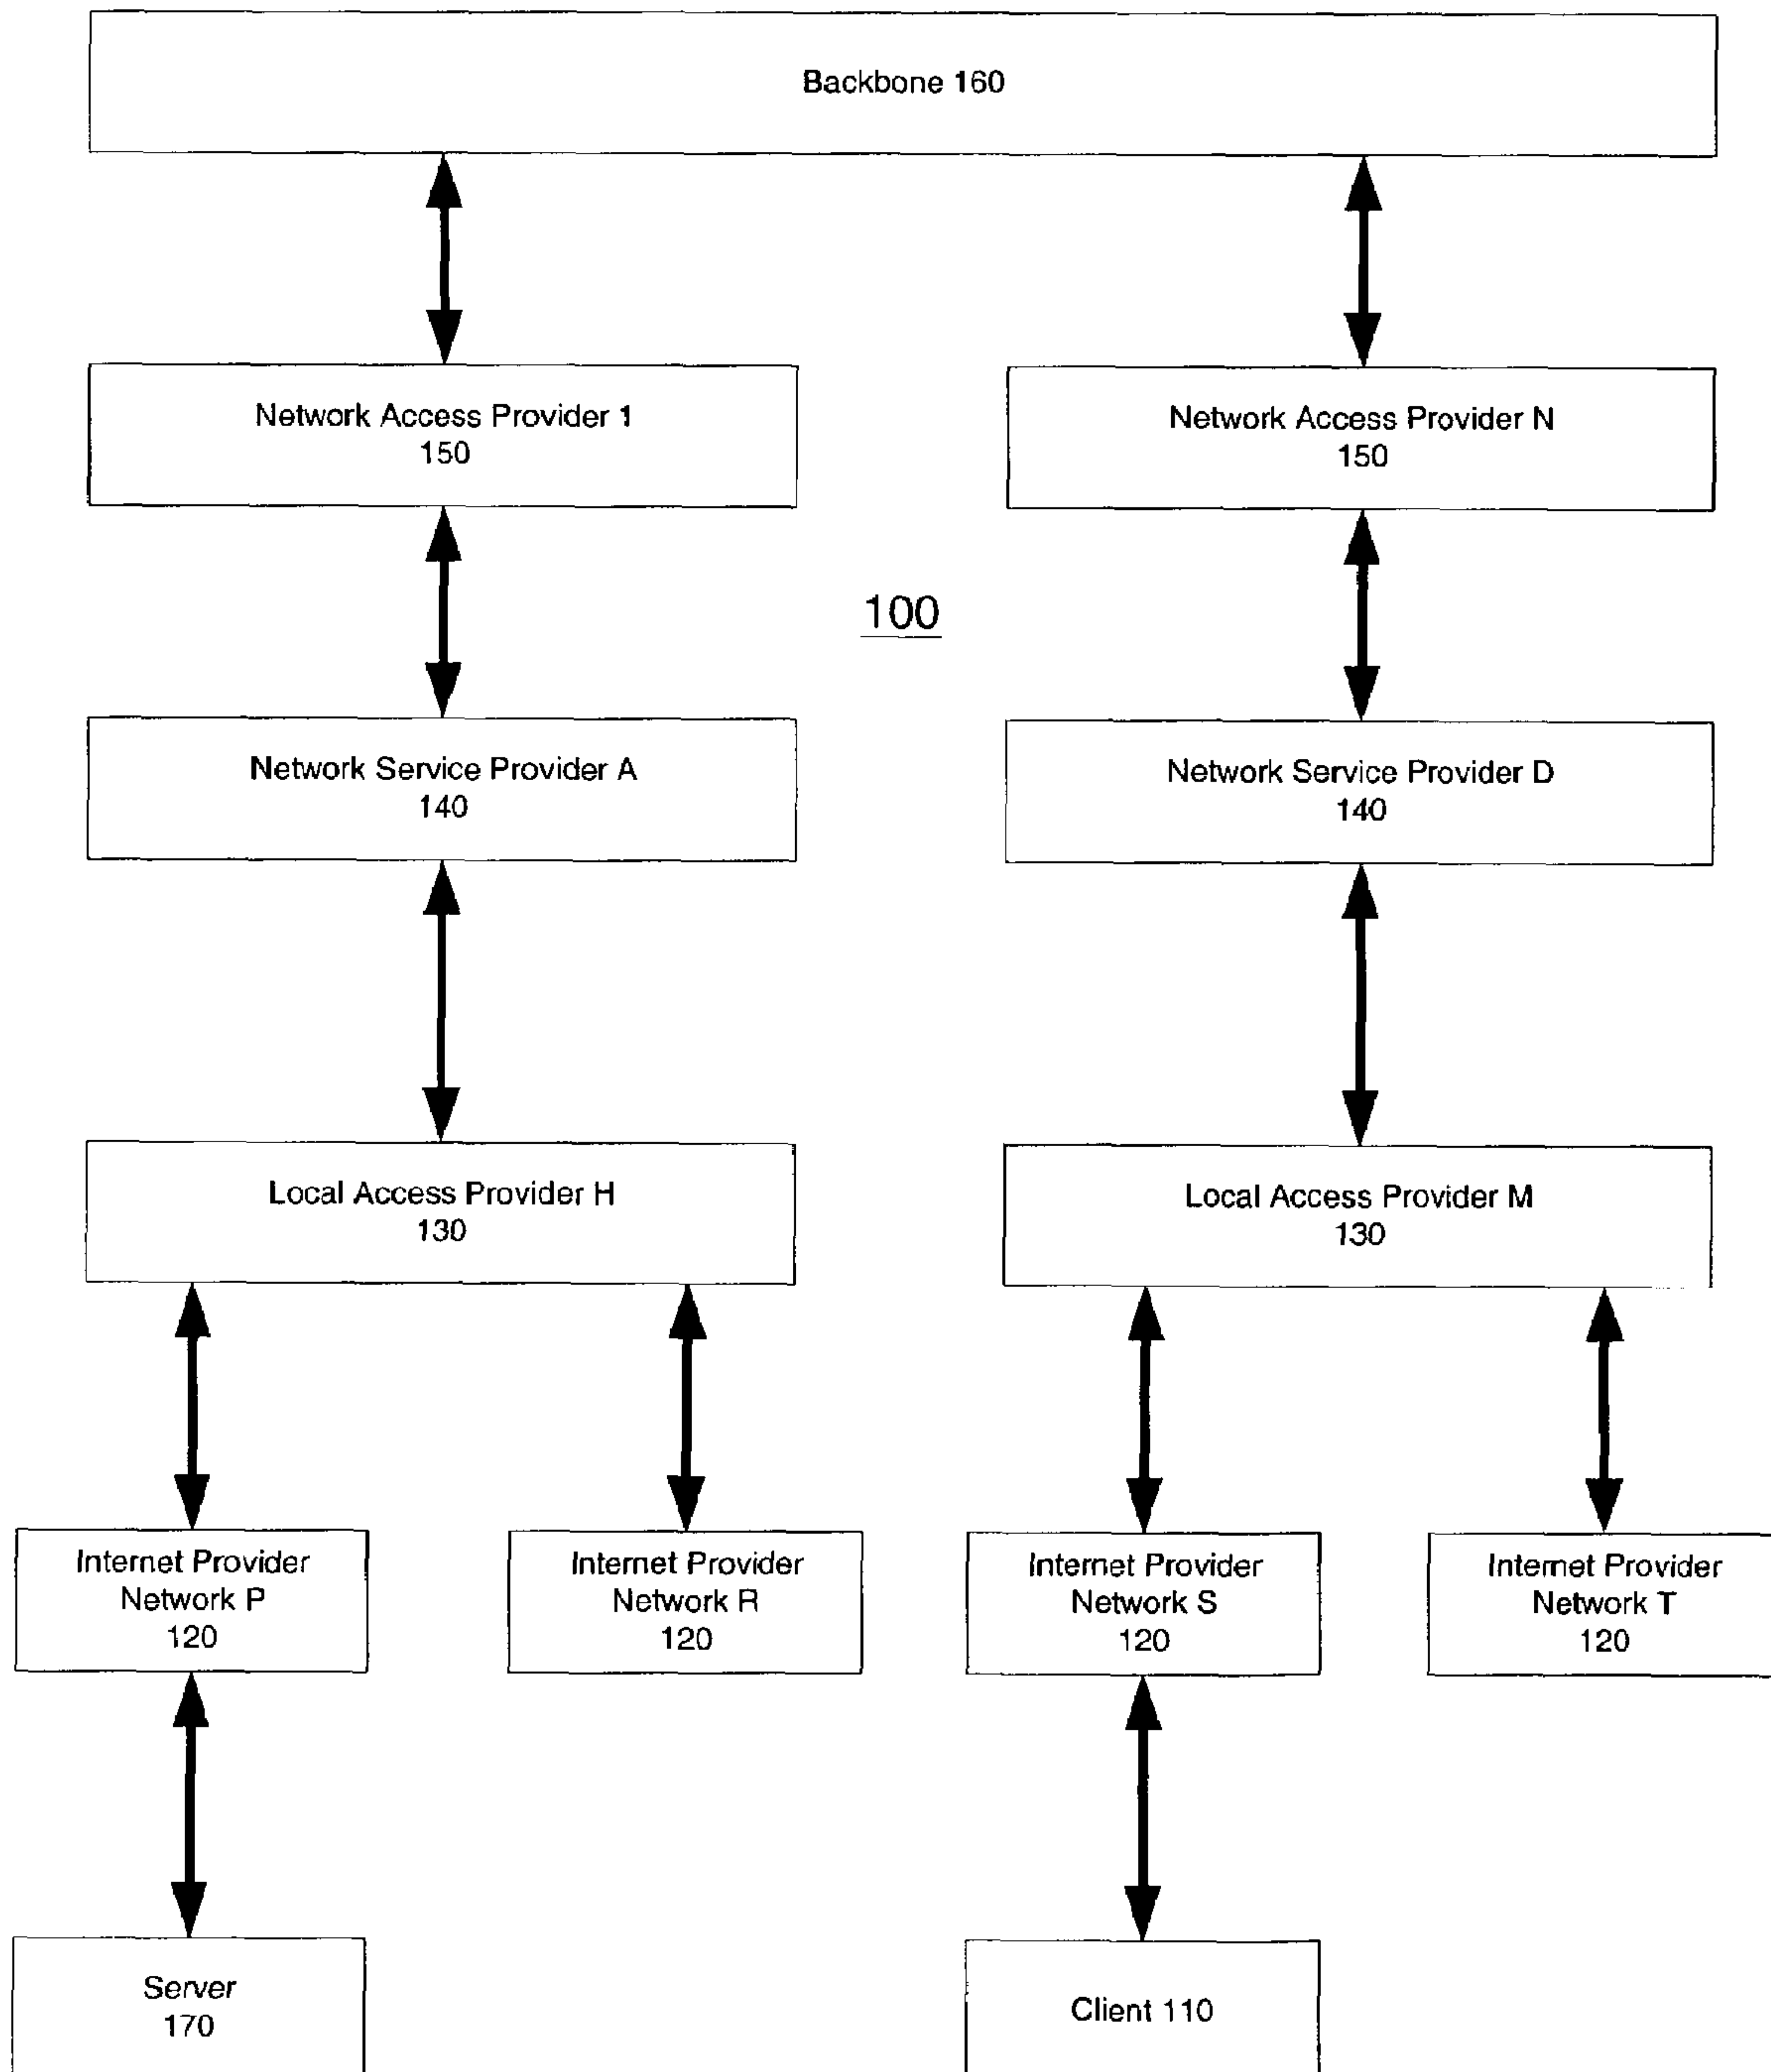 Backbone 160
Network Access Provider 1
150
Network Access Provider N
150
100
Network Service Provider A
140
Network Service Provider D
140
Local Access Provider H
130
Local Access Provider M
130
Internet Provider
Network P
120
Internet Provider
Network R
120
Internet Provider
Network S
120
Internet Provider
Network T
120
Server
170
Client 110